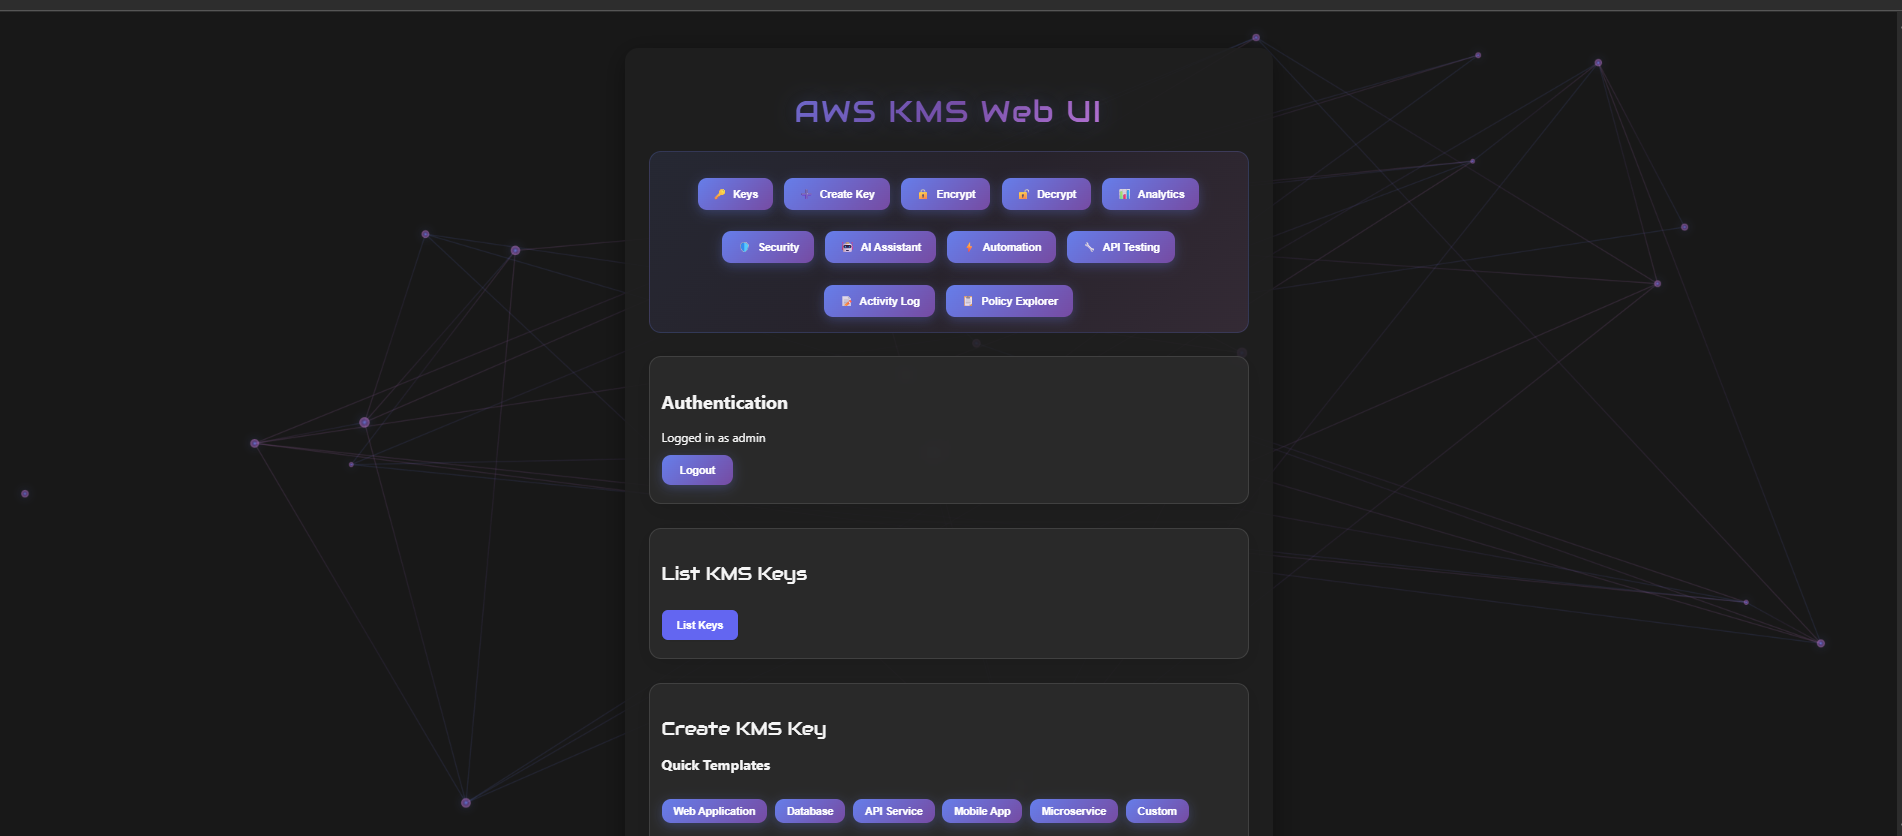 AWS KMS Web UI
Keys Create Key Encrypt Decrypt Analytics
Security AI Assistant Automation API Testing
Activity Log Policy Explorer
Authentication
Logged in as admin
Logout
List KMS Keys
List Keys
Create KMS Key
Quick Templates
Web Application Database API Service Mobile App Microservice Custom